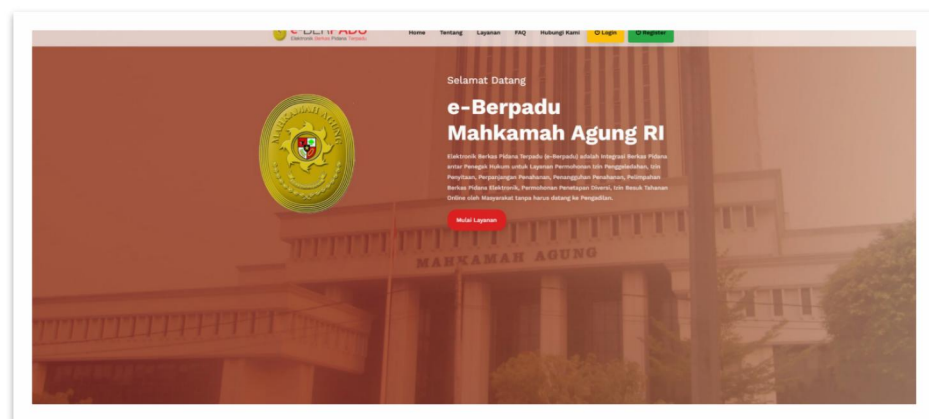 e-BERPADU
Elektronik Berkas Pidana Terpadu
Home Tentang Layanan FAQ Hubungi Kami Login Register
Selamat Datang
e-Berpadu
Mahkamah Agung RI
Elektronik Berkas Pidana Terpadu (e-Berpadu) adalah Integrasi Berkas Pidana
antar Penegak Hukum untuk Layanan Permohonan Izin Penggeledahan, Izin
Penyitaan, Perpanjangan Penahanan, Penangguhan Penahanan, Pelimpahan
Berkas Pidana Elektronik, Permohonan Penetapan Diversi, Izin Besuk Tahanan
Online oleh Masyarakat tanpa harus datang ke Pengadilan.
Mulai Layanan
MAHKAMAH AGUNG
MAHKAMAH AGUNG